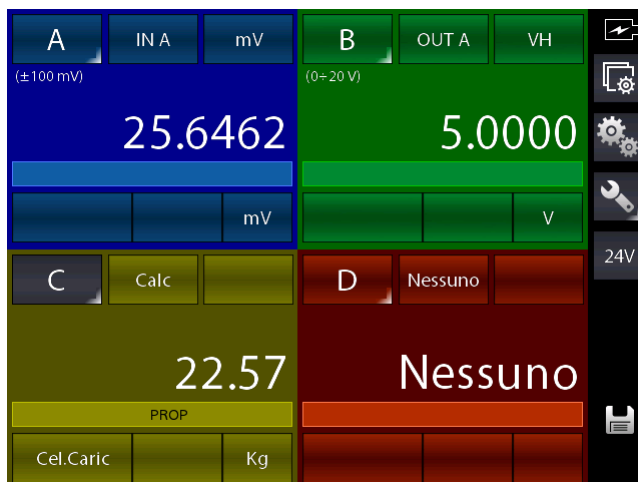 A IN A mV
(±100 mV)
25.6462
mV
B OUT A VH
(0÷20 V)
5.0000
V
C Calc
22.57
PROP
Cel.Caric Kg
D Nessuno
Nessuno
24V